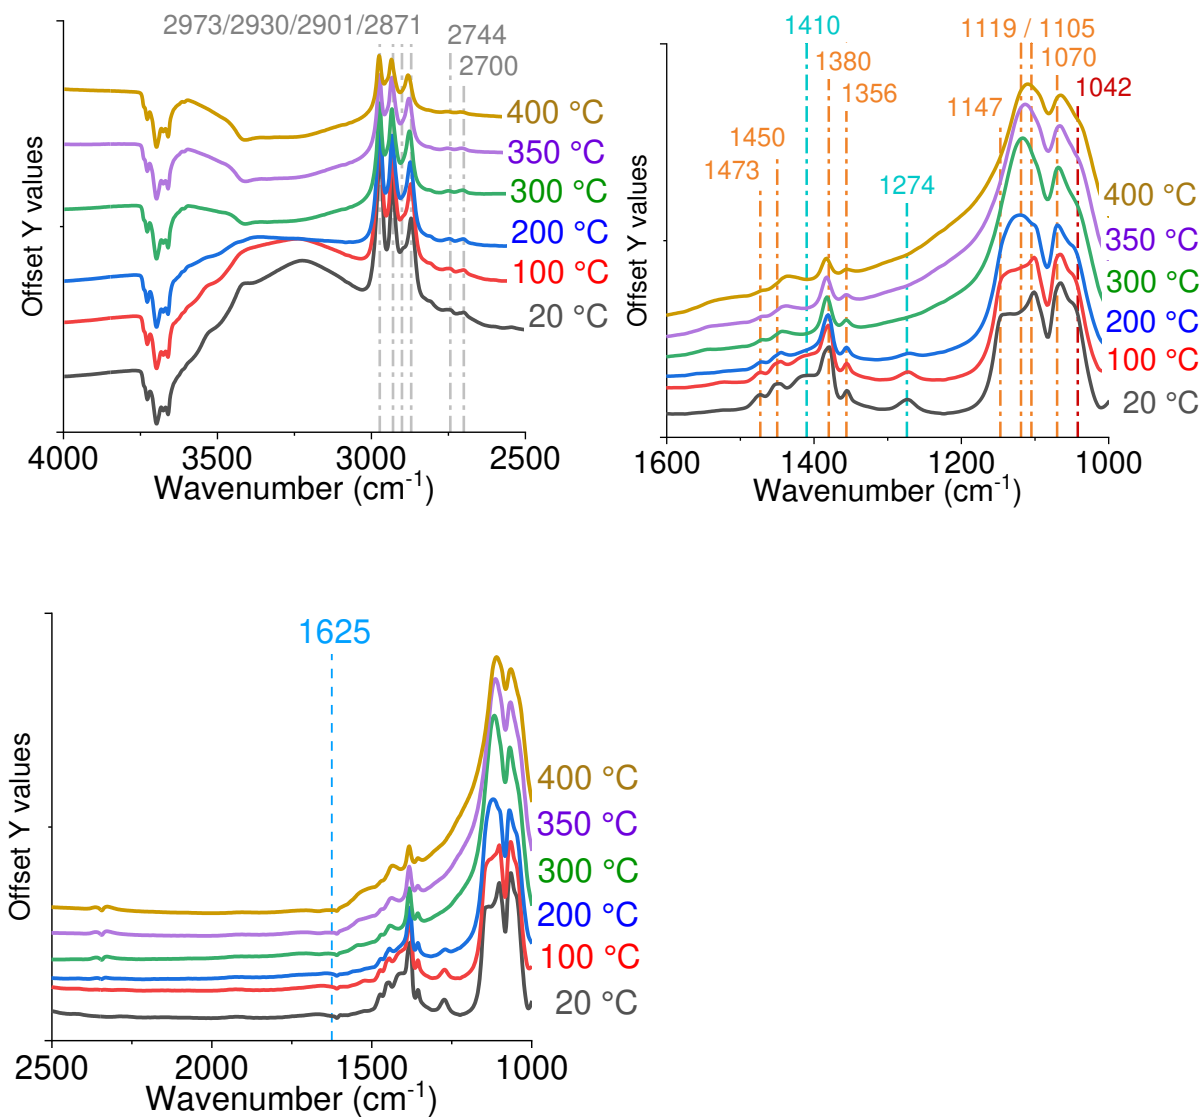 2973/2930/2901/2871
2744
2700
400 °C
350 °C
300 °C
200 °C
100 °C
20 °C
Offset Y values
4000
3500
3000
2500
Wavenumber (cm⁻¹)
1410
1119 / 1105
1380
1070
1356
1042
1147
1450
1473
1274
400 °C
350 °C
300 °C
200 °C
100 °C
20 °C
Offset Y values
1600
1400
1200
1000
Wavenumber (cm⁻¹)
1625
400 °C
350 °C
300 °C
200 °C
100 °C
20 °C
Offset Y values
2500
2000
1500
1000
Wavenumber (cm⁻¹)